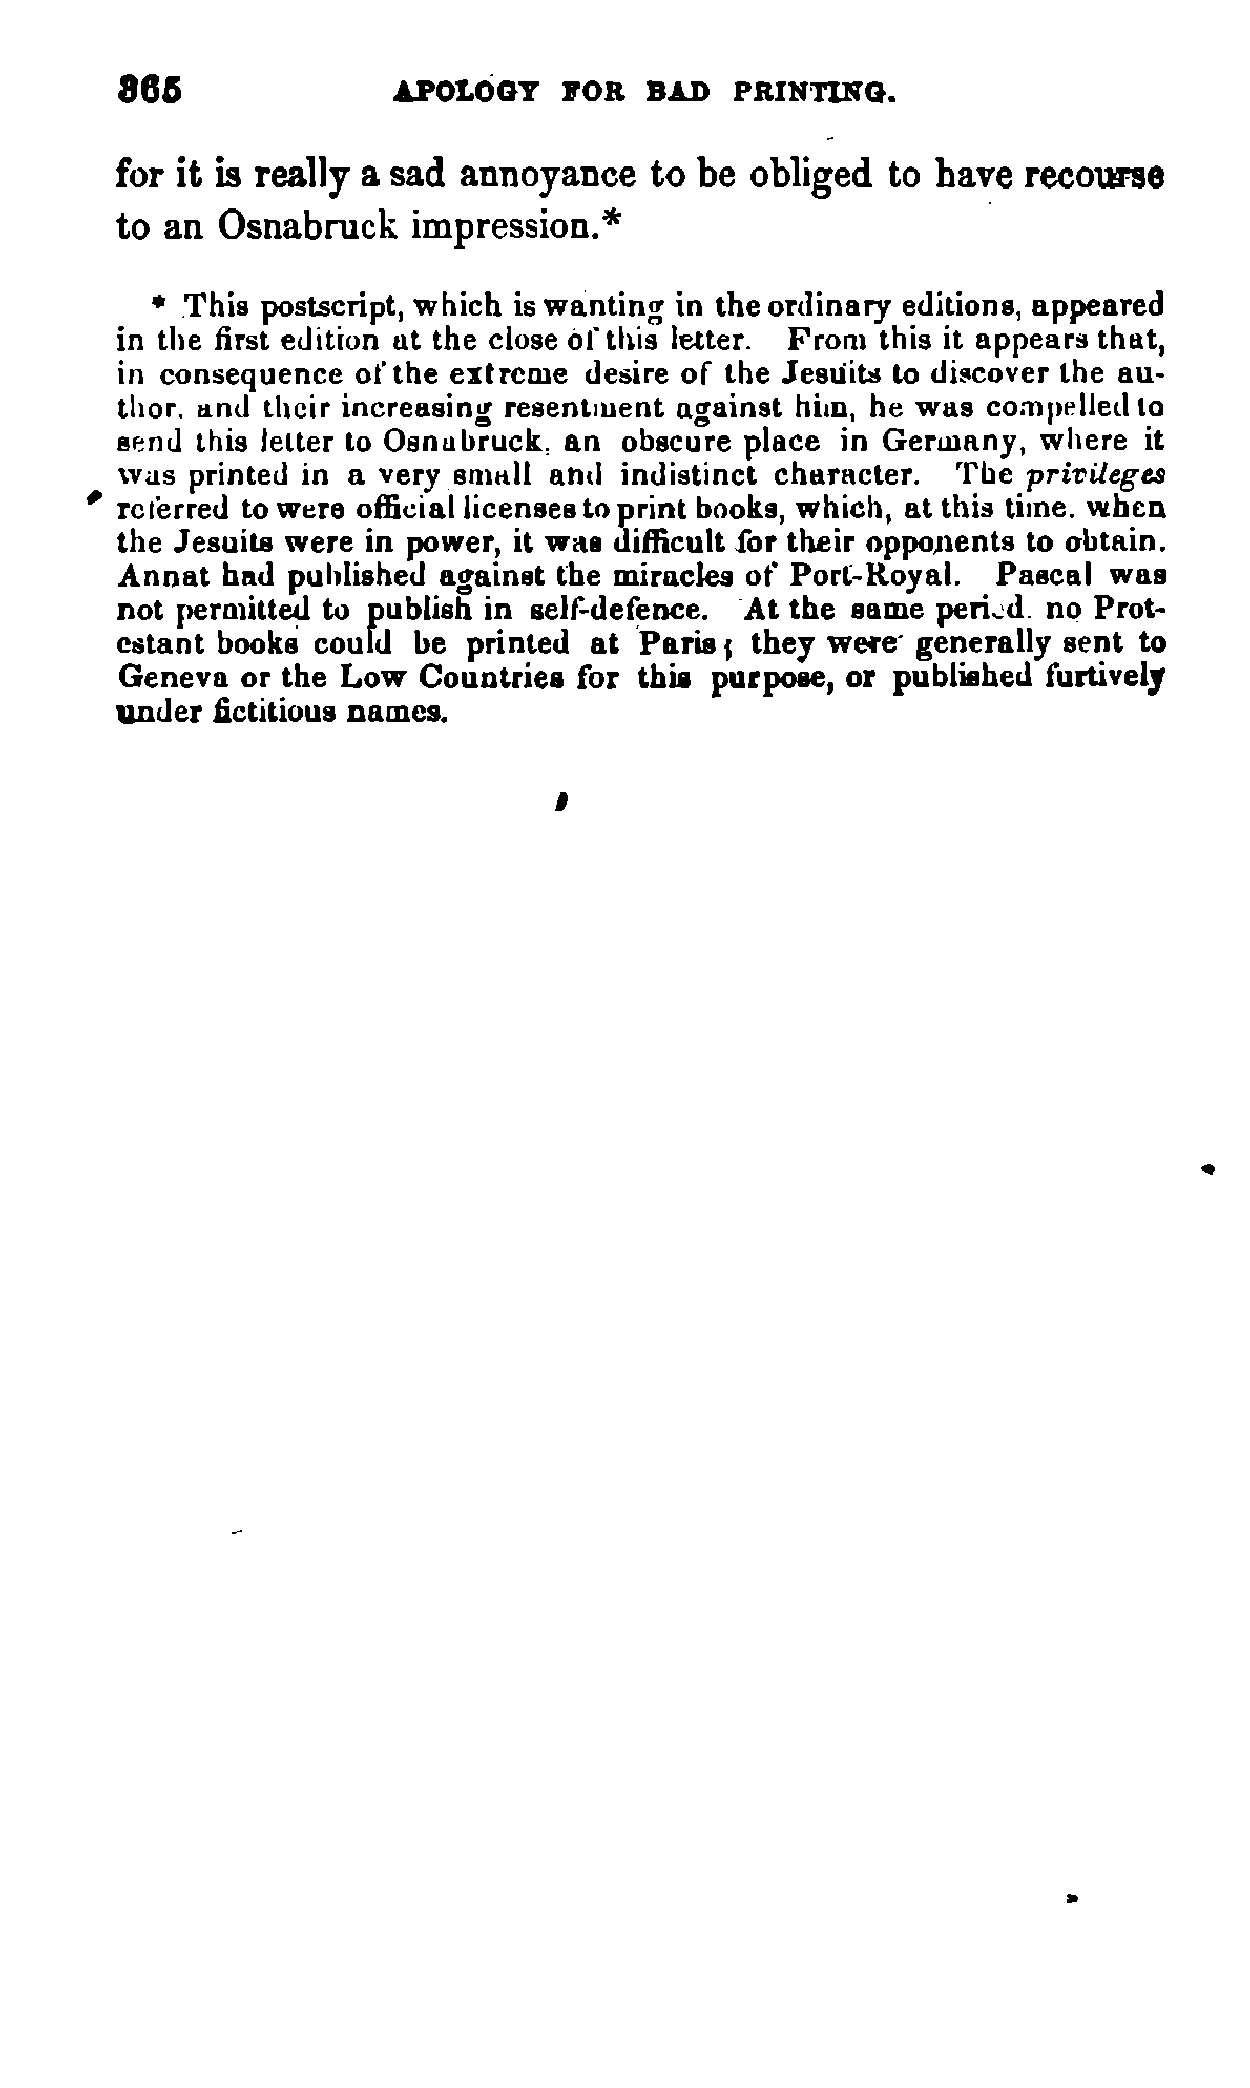 365 APOLOGY FOR BAD PRINTING.
for it is really a sad annoyance to be obliged to have recourse
to an Osnabruck impression.*
* This postscript, which is wanting in the ordinary editions, appeared
in the first edition at the close of this letter. From this it appears that,
in consequence of the extreme desire of the Jesuits to discover the au-
thor, and their increasing resentment against him, he was compelled to
send this letter to Osnabruck, an obscure place in Germany, where it
was printed in a very small and indistinct character. The privileges
referred to were official licenses to print books, which, at this time, when
the Jesuits were in power, it was difficult for their opponents to obtain.
Annat had published against the miracles of Port-Royal. Pascal was
not permitted to publish in self-defence. At the same period, no Prot-
estant books could be printed at Paris; they were generally sent to
Geneva or the Low Countries for this purpose, or published furtively
under fictitious names.